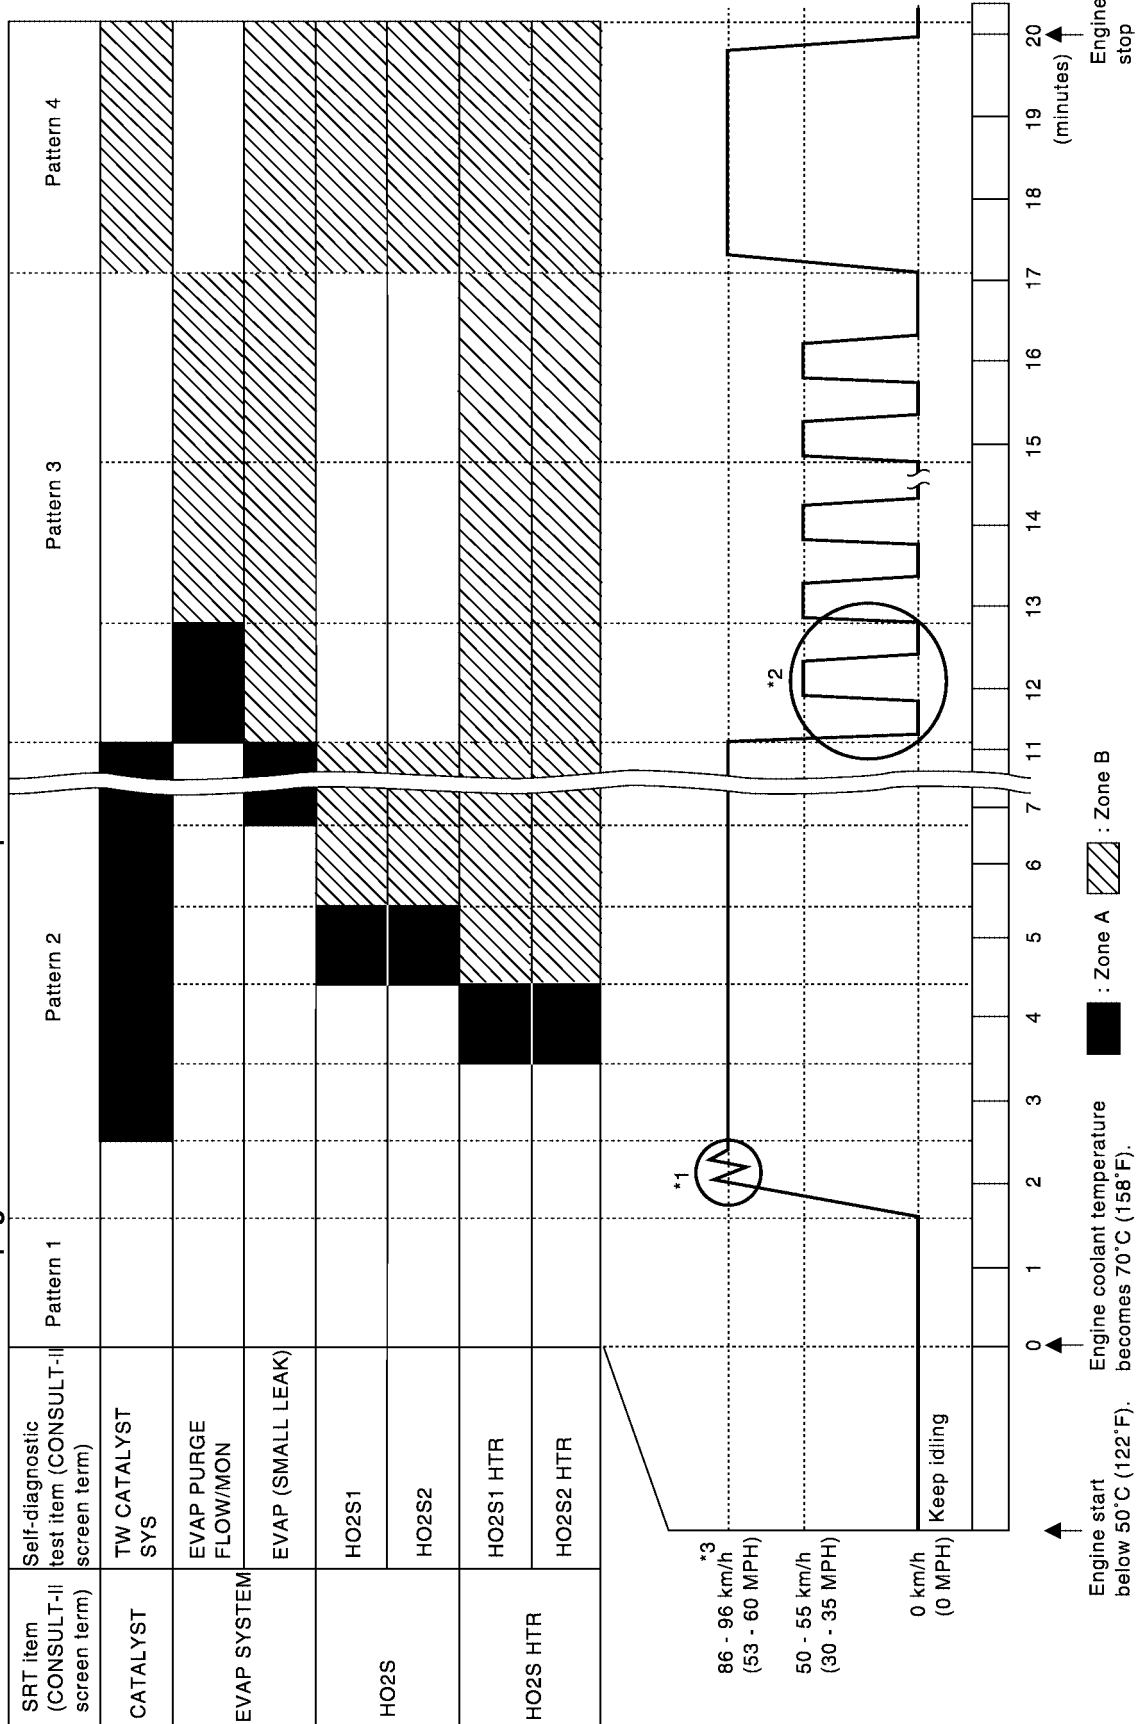 SRT item
(CONSULT-II
screen term)
Self-diagnostic
test item (CONSULT-II
screen term)
Pattern 1
Pattern 2
Pattern 3
Pattern 4
CATALYST
TW CATALYST
SYS
EVAP SYSTEM
EVAP PURGE
FLOW/MON
EVAP (SMALL LEAK)
HO2S
HO2S1
HO2S2
HO2S HTR
HO2S1 HTR
HO2S2 HTR
*3
86 - 96 km/h
(53 - 60 MPH)
50 - 55 km/h
(30 - 35 MPH)
0 km/h
(0 MPH)
*1
*2
Keep idling
0 1 2 3 4 5 6 7 11 12 13 14 15 16 17 18 19 20
(minutes)
Engine start
below 50°C (122°F).
Engine coolant temperature
becomes 70°C (158°F).
: Zone A
: Zone B
Engine
stop